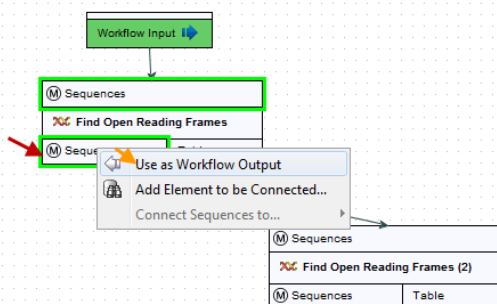 Workflow Input
M Sequences
Find Open Reading Frames
M Seque
Use as Workflow Output
Add Element to be Connected...
Connect Sequences to...
M Sequences
Find Open Reading Frames (2)
M Sequences Table